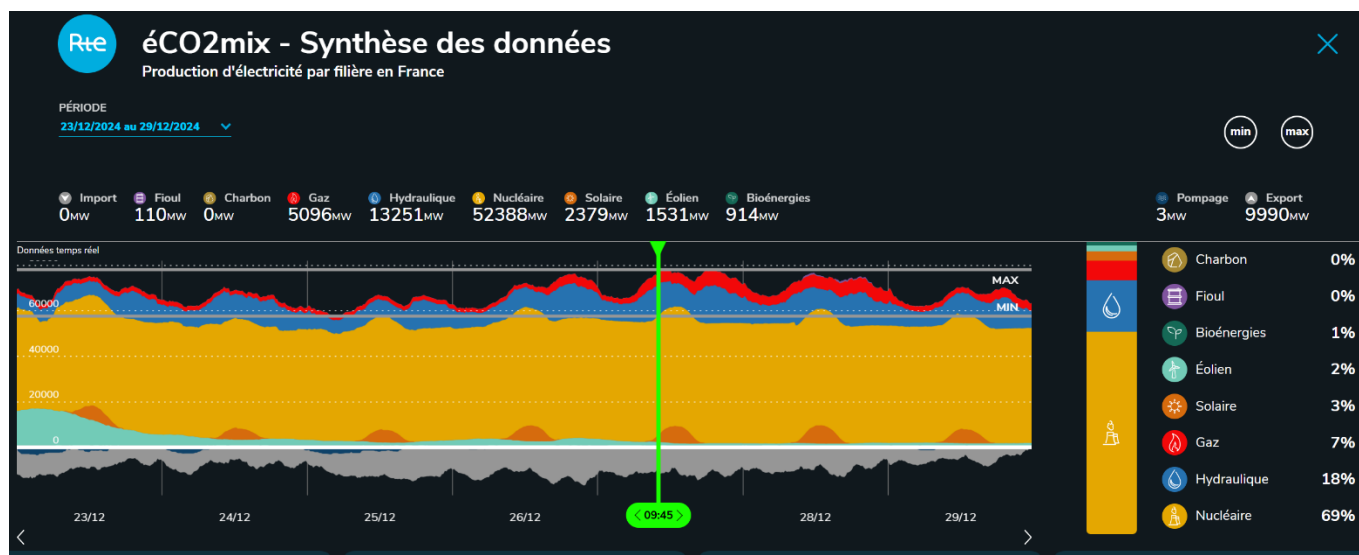 Rte
éCO2mix - Synthèse des données
Production d'électricité par filière en France
PÉRIODE
23/12/2024 au 29/12/2024
min max
Import Fioul Charbon Gaz Hydraulique Nucléaire Solaire Éolien Bioénergies Pompage Export
0MW 110MW 0MW 5096MW 13251MW 52388MW 2379MW 1531MW 914MW 3MW 9990MW
Données temps réel
MAX
60000
MIN
40000
20000
0
23/12 24/12 25/12 26/12 09:45 28/12 29/12
Charbon 0%
Fioul 0%
Bioénergies 1%
Éolien 2%
Solaire 3%
Gaz 7%
Hydraulique 18%
Nucléaire 69%